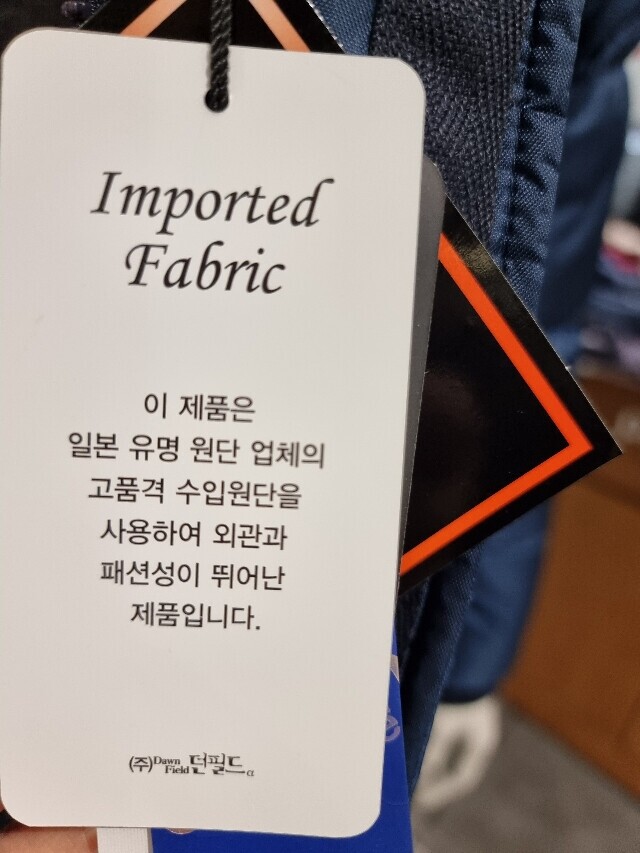 Imported
Fabric
이 제품은
일본 유명 원단 업체의
고품격 수입원단을
사용하여 외관과
패션성이 뛰어난
제품입니다.
(주)Dawn Field 던필드α